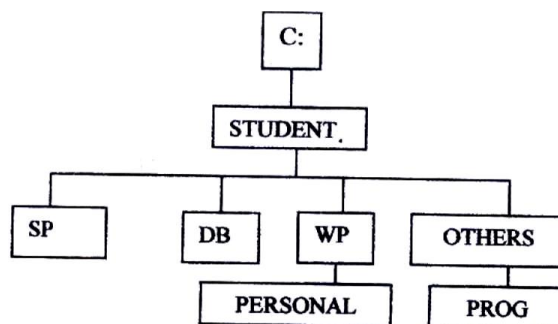 C:
STUDENT.
SP DB WP OTHERS
PERSONAL PROG